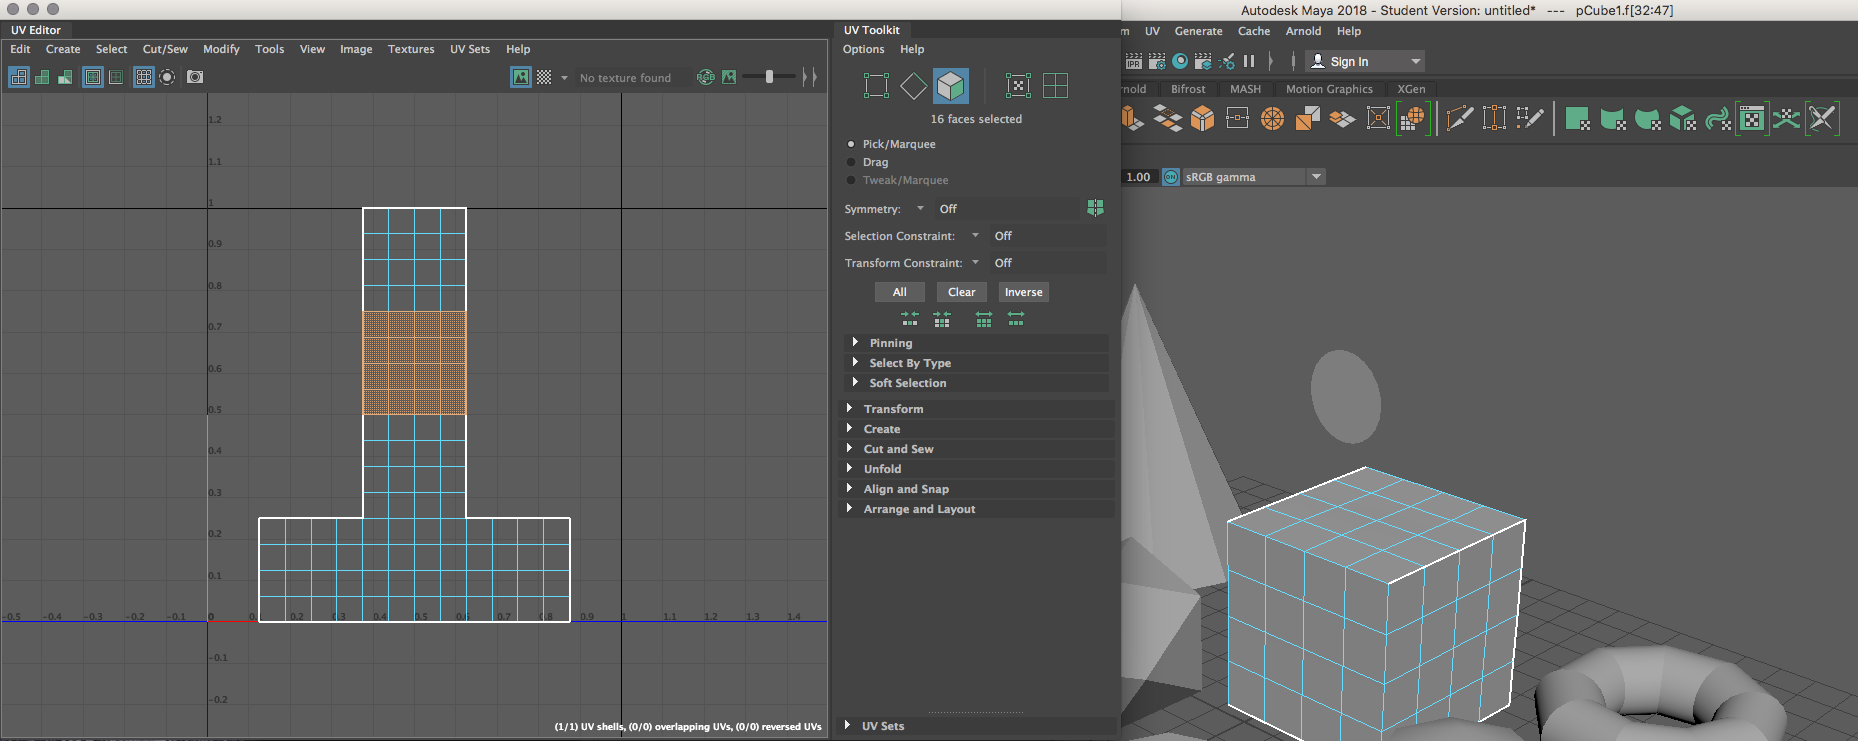 Autodesk Maya 2018 - Student Version: untitled* --- pCube1.f[32:47]
UV Editor
Edit Create Select Cut/Sew Modify Tools View Image Textures UV Sets Help
No texture found
RGB
1.2
1.1
1
0.9
0.8
0.7
0.6
0.5
0.4
0.3
0.2
0.1
-0.5 -0.4 -0.3 -0.2 -0.1 0 0.2 0.3 0.4 0.5 0.6 0.7 0.8 0.9 1 1.1 1.2 1.3 1.4
-0.1
-0.2
(1/1) UV shells, (0/0) overlapping UVs, (0/0) reversed UVs
UV Toolkit
Options Help
16 faces selected
Pick/Marquee
Drag
Tweak/Marquee
Symmetry: Off
Selection Constraint: Off
Transform Constraint: Off
All Clear Inverse
Pinning
Select By Type
Soft Selection
Transform
Create
Cut and Sew
Unfold
Align and Snap
Arrange and Layout
UV Sets
m UV Generate Cache Arnold Help
IPR
Sign In
rnold Bifrost MASH Motion Graphics XGen
1.00 ON sRGB gamma